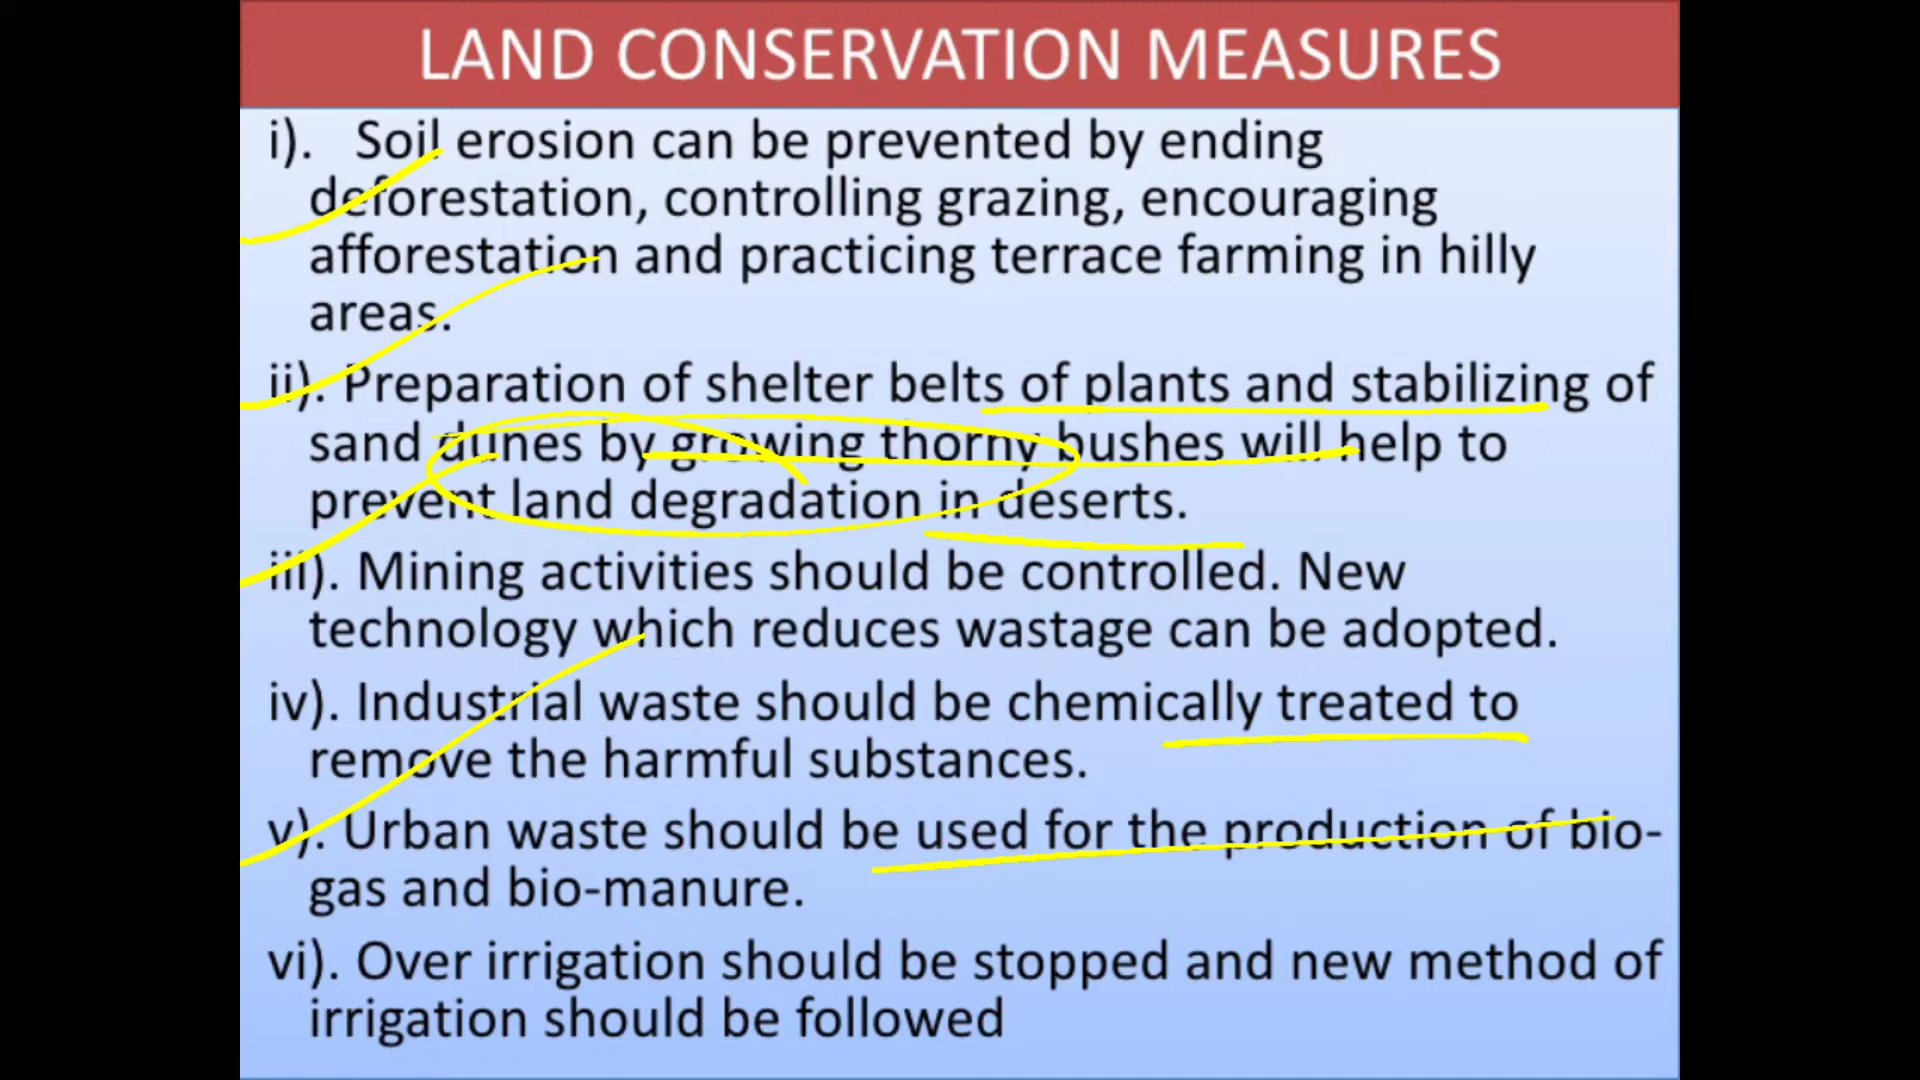 LAND CONSERVATION MEASURES
i). Soil erosion can be prevented by ending
deforestation, controlling grazing, encouraging
afforestation and practicing terrace farming in hilly
areas.
ii). Preparation of shelter belts of plants and stabilizing of
sand dunes by growing thorny bushes will help to
prevent land degradation in deserts.
iii). Mining activities should be controlled. New
technology which reduces wastage can be adopted.
iv). Industrial waste should be chemically treated to
remove the harmful substances.
v). Urban waste should be used for the production of bio-
gas and bio-manure.
vi). Over irrigation should be stopped and new method of
irrigation should be followed